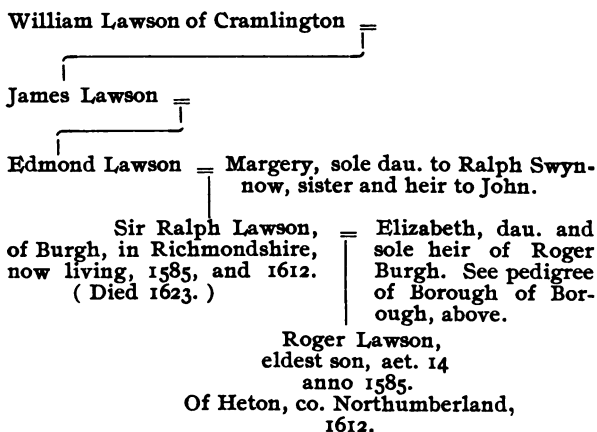 William Lawson of Cramlington =
James Lawson =
Edmond Lawson = Margery, sole dau. to Ralph Swyn-
now, sister and heir to John.
Sir Ralph Lawson,
of Burgh, in Richmondshire,
now living, 1585, and 1612.
( Died 1623. )
= Elizabeth, dau. and
sole heir of Roger
Burgh. See pedigree
of Borough of Bor-
ough, above.
Roger Lawson,
eldest son, aet. 14
anno 1585.
Of Heton, co. Northumberland,
1612.